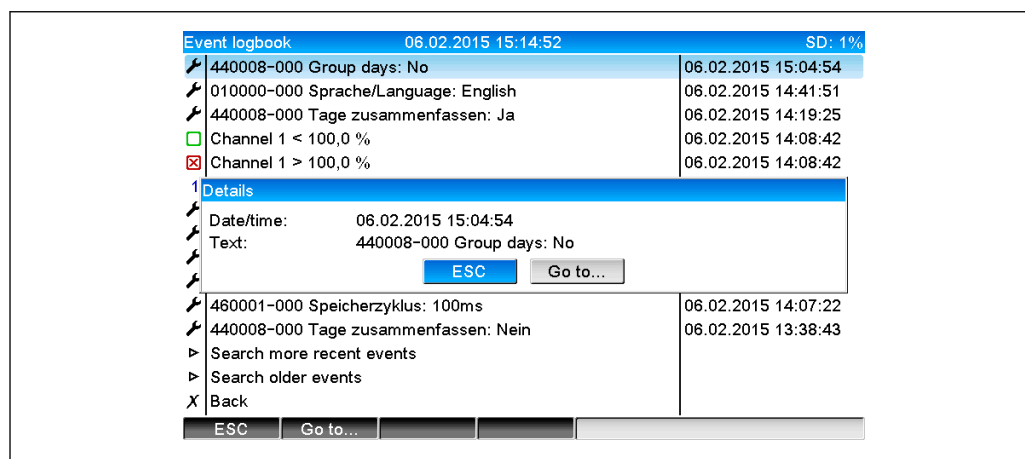 Event logbook 06.02.2015 15:14:52 SD: 1%
440008-000 Group days: No 06.02.2015 15:04:54
010000-000 Sprache/Language: English 06.02.2015 14:41:51
440008-000 Tage zusammenfassen: Ja 06.02.2015 14:19:25
Channel 1 < 100,0 % 06.02.2015 14:08:42
Channel 1 > 100,0 % 06.02.2015 14:08:42
1
Details
Date/time: 06.02.2015 15:04:54
Text: 440008-000 Group days: No
ESC Go to...
460001-000 Speicherzyklus: 100ms 06.02.2015 14:07:22
440008-000 Tage zusammenfassen: Nein 06.02.2015 13:38:43
Search more recent events
Search older events
X Back
ESC Go to...